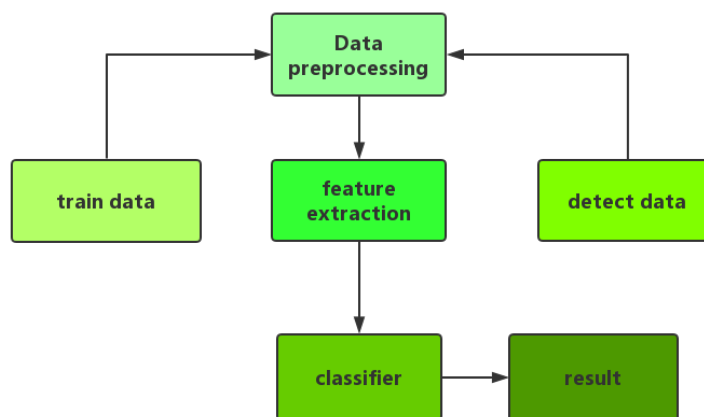 Data
preprocessing
train data
feature
extraction
detect data
classifier
result